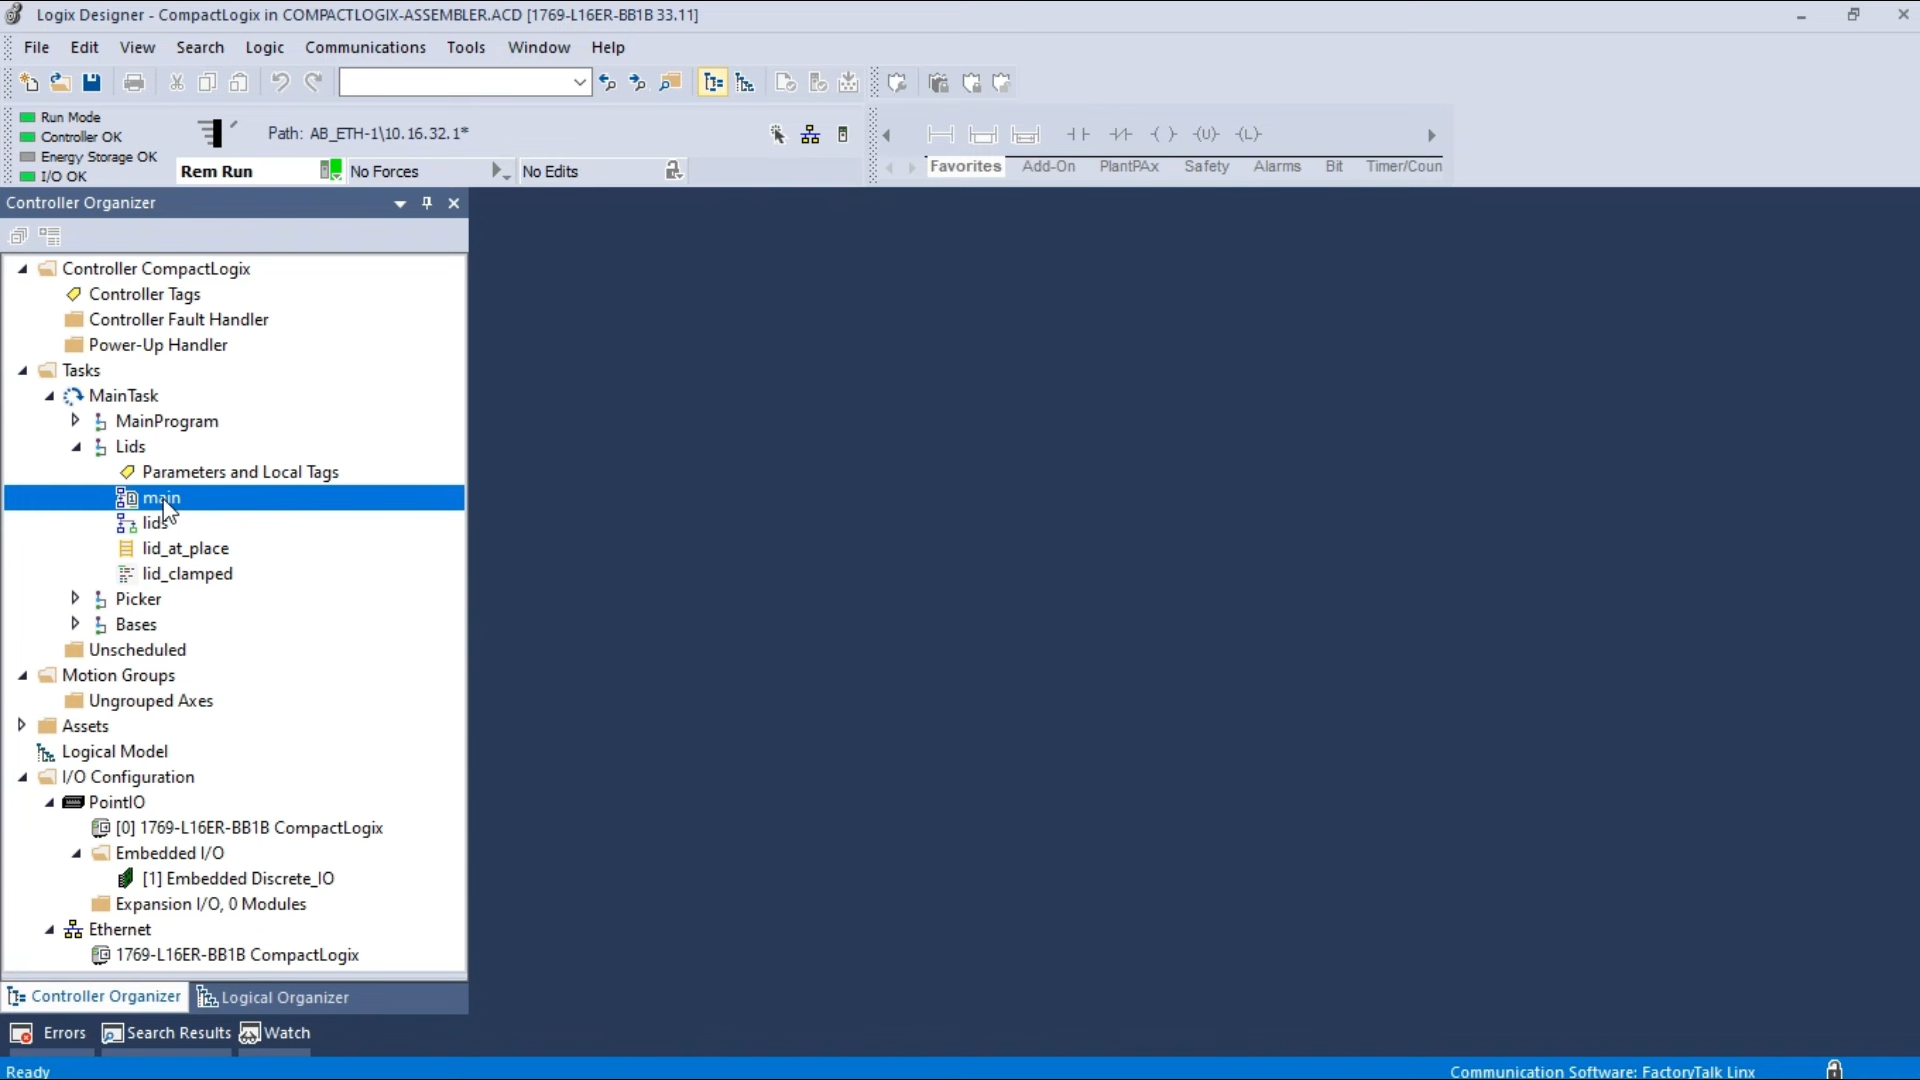 Logix Designer - CompactLogix in COMPACTLOGIX-ASSEMBLER.ACD [1769-L16ER-BB1B 33.11]
File Edit View Search Logic Communications Tools Window Help
Run Mode
Controller OK
Energy Storage OK
I/O OK
Path: AB_ETH-1\10.16.32.1*
Rem Run No Forces No Edits
Favorites Add-On PlantPAx Safety Alarms Bit Timer/Coun
Controller Organizer
Controller CompactLogix
Controller Tags
Controller Fault Handler
Power-Up Handler
Tasks
MainTask
MainProgram
Lids
Parameters and Local Tags
main
lids
lid_at_place
lid_clamped
Picker
Bases
Unscheduled
Motion Groups
Ungrouped Axes
Assets
Logical Model
I/O Configuration
PointIO
[0] 1769-L16ER-BB1B CompactLogix
Embedded I/O
[1] Embedded Discrete_IO
Expansion I/O, 0 Modules
Ethernet
1769-L16ER-BB1B CompactLogix
Controller Organizer Logical Organizer
Errors Search Results Watch
Ready Communication Software: FactoryTalk Linx